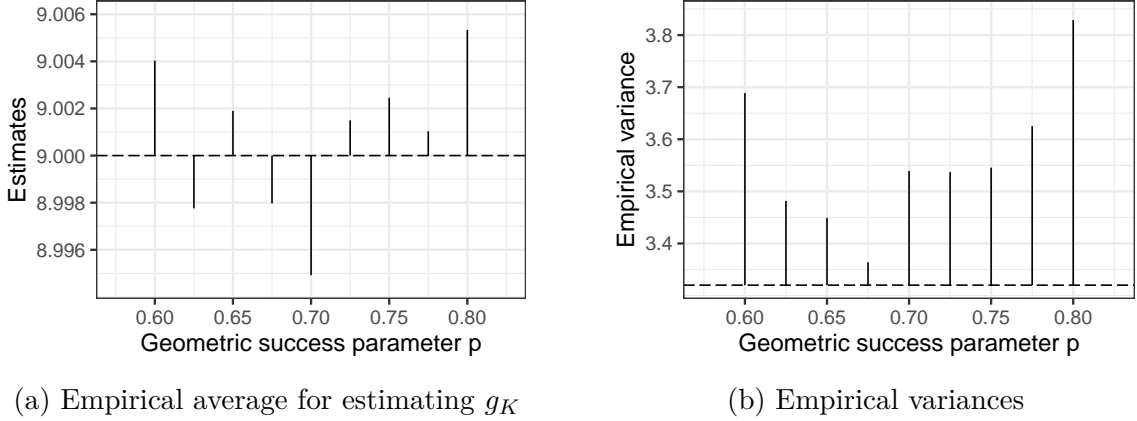 9.006
9.004
9.002
9.000
8.998
8.996
Estimates
0.60 0.65 0.70 0.75 0.80
Geometric success parameter p
(a) Empirical average for estimating gK
3.8
3.7
3.6
3.5
3.4
Empirical variance
0.60 0.65 0.70 0.75 0.80
Geometric success parameter p
(b) Empirical variances